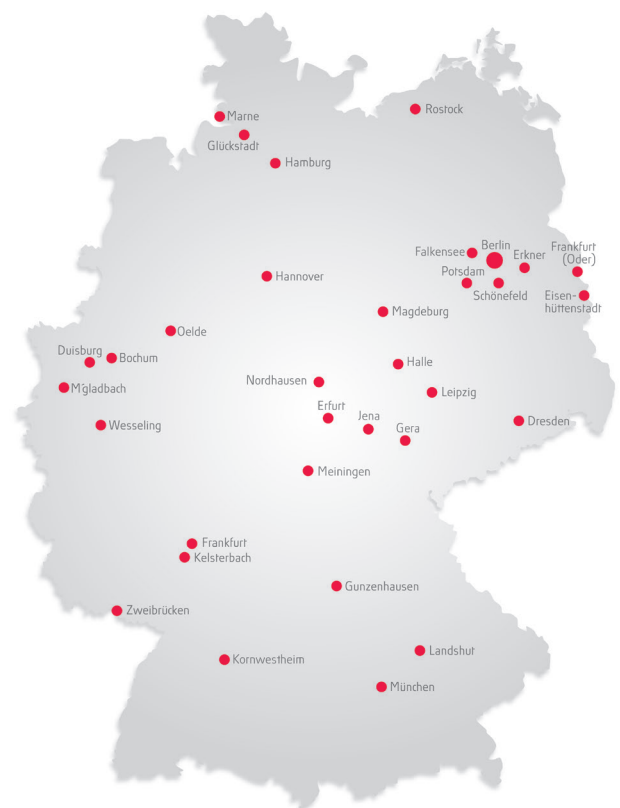 Rostock
Marne
Glückstadt
Hamburg
Falkensee
Berlin
Erkner
Frankfurt
(Oder)
Potsdam
Schönefeld
Eisen-
hüttenstadt
Hannover
Magdeburg
Oelde
Duisburg
Bochum
Halle
M'gladbach
Nordhausen
Leipzig
Erfurt
Jena
Gera
Dresden
Wesseling
Meiningen
Frankfurt
Kelsterbach
Gunzenhausen
Zweibrücken
Kornwestheim
Landshut
München